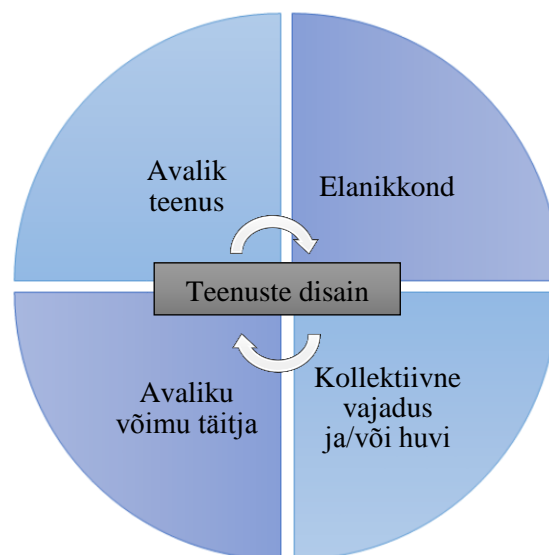 Avalik
teenus
Elanikkond
Teenuste disain
Avaliku
võimu täitja
Kollektiivne
vajadus
ja/või huvi